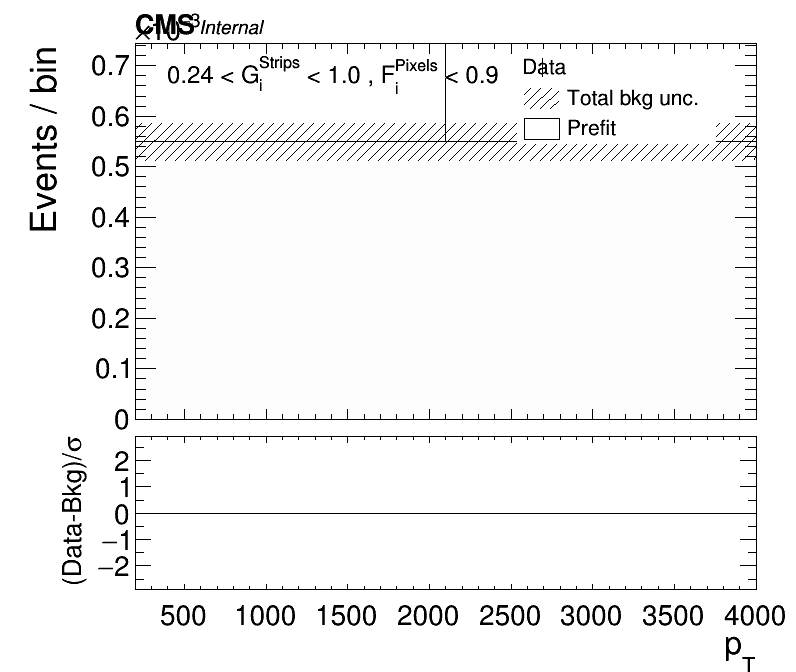 CMS Internal
×10³
0.24 < G_i^Strips < 1.0 , F_i^Pixels < 0.9
Data
Total bkg unc.
Prefit
Events / bin
0.7
0.6
0.5
0.4
0.3
0.2
0.1
0
(Data-Bkg)/σ
2
1
0
−1
−2
500 1000 1500 2000 2500 3000 3500 4000
p_T